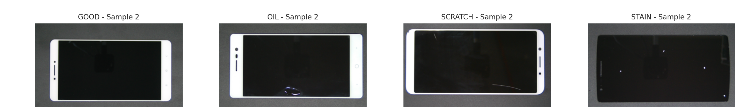 GOOD - Sample 2
OIL - Sample 2
SCRATCH - Sample 2
STAIN - Sample 2